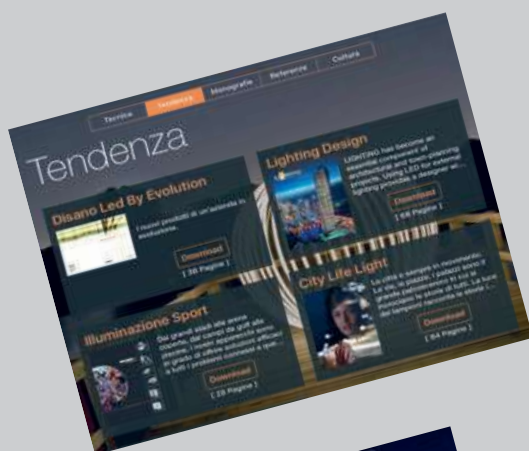 Tecnica Tendenza Monografie Referenze Cultura
Tendenza
Disano Led By Evolution
I nuovi prodotti di un'azienda in
evoluzione.
Download
[ 38 Pagine ]
Lighting Design
LIGHTING has become an
essential component of
architectural and town-planning
projects. Using LED for external
lighting provides a designer wi...
Download
[ 68 Pagine ]
Illuminazione Sport
Dai grandi stadi alle arene
coperte, dai campi da golf alle
piscine, i nostri apparecchi sono
in grado di offrire soluzioni efficaci
a tutti i problemi connessi a que...
Download
[ 28 Pagine ]
City Life Light
La città è sempre in movimento.
Le vie, le piazze, i palazzi sono il
grande palcoscenico in cui si
di tutti. La luce
dei lampioni racconta le storie
Download
[ 84 Pagine ]